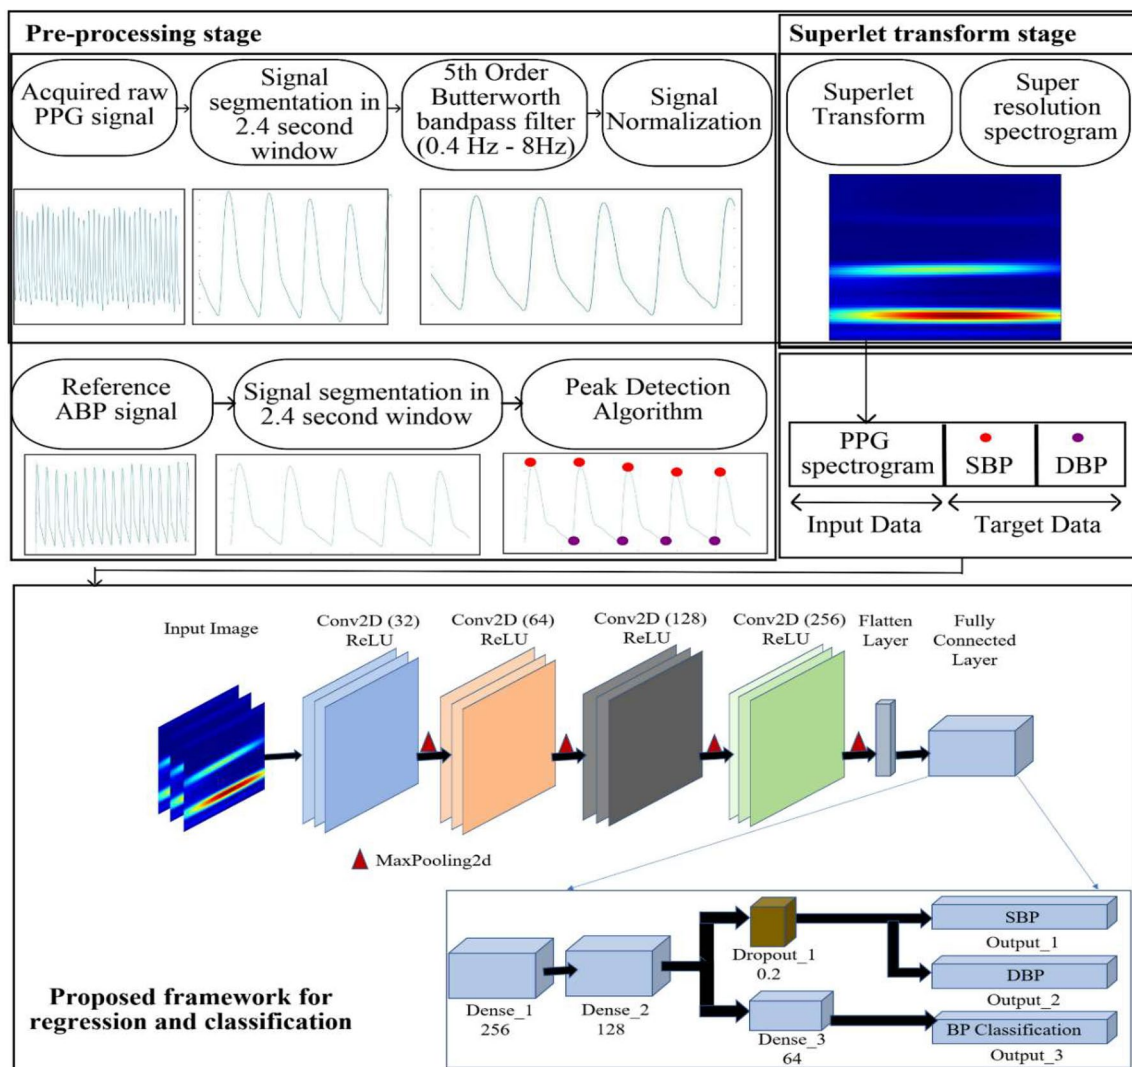 Pre-processing stage
Superlet transform stage
Acquired raw
PPG signal
Signal
segmentation in
2.4 second
window
5th Order
Butterworth
bandpass filter
(0.4 Hz - 8Hz)
Signal
Normalization
Superlet
Transform
Super
resolution
spectrogram
Reference
ABP signal
Signal segmentation in
2.4 second window
Peak Detection
Algorithm
PPG
spectrogram
SBP
DBP
Input Data
Target Data
Input Image
Conv2D (32)
ReLU
Conv2D (64)
ReLU
Conv2D (128)
ReLU
Conv2D (256)
ReLU
Flatten
Layer
Fully
Connected
Layer
MaxPooling2d
Dense_1
256
Dense_2
128
Dropout_1
0.2
Dense_3
64
SBP
Output_1
DBP
Output_2
BP Classification
Output_3
Proposed framework for
regression and classification